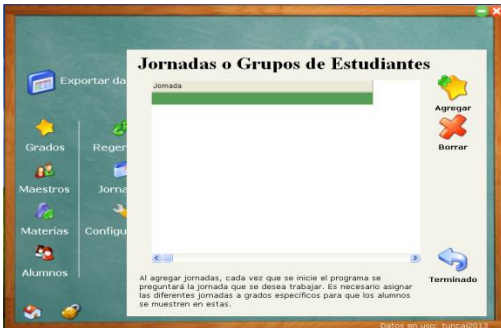 Jornadas o Grupos de Estudiantes
Exportar da
Jornada
Agregar
Borrar
Grados
Regen
Maestros
Jorna
Materias
Configu
Alumnos
Terminado
Al agregar jornadas, cada vez que se inicie el programa se
preguntará la jornada que se desea trabajar. Es necesario asignar
las diferentes jornadas a grados específicos para que los alumnos
se muestren en estas.
Datos en uso: tuncaj2013